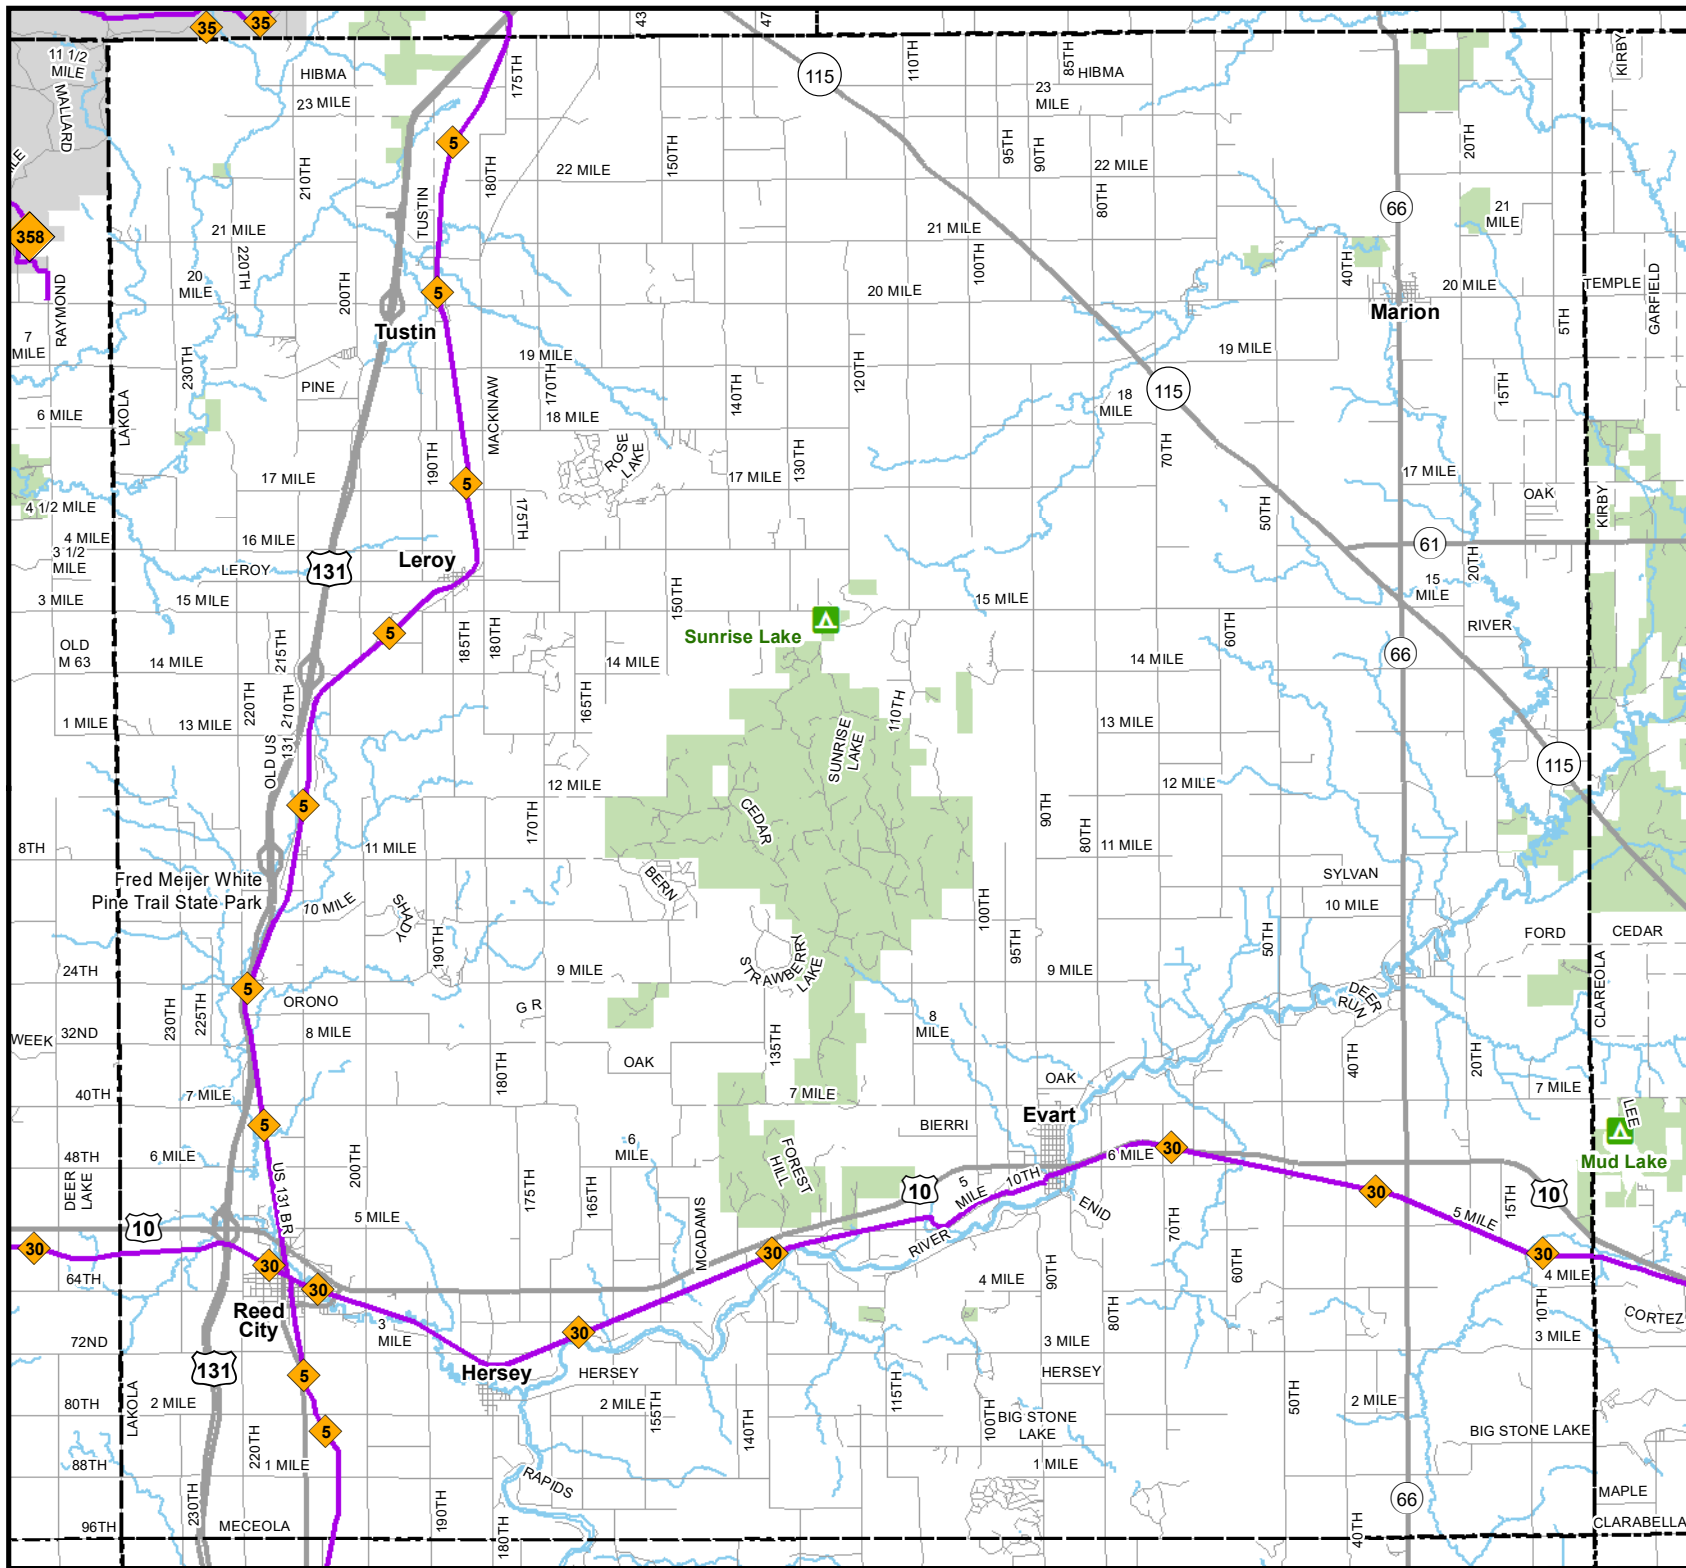 35
35
43
47
11 1/2
MILE
MALLARD
HIBMA
23 MILE
175TH
115
110TH
85TH
HIBMA
23
MILE
KIRBY
5
210TH
TUSTIN
180TH
22 MILE
150TH
95TH
90TH
22 MILE
80TH
20TH
66
21
MILE
358
21 MILE
220TH
20
MILE
200TH
21 MILE
100TH
20 MILE
40TH
20 MILE
TEMPLE
GARFIELD
RAYMOND
5
Tustin
Marion
5TH
7
MILE
230TH
PINE
19 MILE
170TH
MACKINAW
140TH
120TH
19 MILE
115
18
MILE
15TH
6 MILE
LAKOLA
18 MILE
ROSE
LAKE
130TH
70TH
17 MILE
190TH
5
17 MILE
17 MILE
OAK
KIRBY
4 1/2 MILE
175TH
50TH
4 MILE
3 1/2
MILE
16 MILE
LEROY
131
Leroy
61
20TH
3 MILE
15 MILE
150TH
15 MILE
15
MILE
Sunrise Lake
RIVER
60TH
OLD
M 63
14 MILE
215TH
5
185TH
180TH
14 MILE
14 MILE
66
1 MILE
13 MILE
220TH
210TH
OLD US
131
165TH
110TH
SUNRISE
LAKE
13 MILE
115
12 MILE
12 MILE
5
170TH
CEDAR
90TH
80TH
8TH
11 MILE
11 MILE
Fred Meijer White
Pine Trail State Park
10 MILE
SHADY
BERN
SYLVAN
10 MILE
100TH
95TH
50TH
FORD
CEDAR
24TH
190TH
9 MILE
STRAWBERRY
LAKE
9 MILE
CLAREOLA
5
ORONO
G R
DEER
RUN
230TH
225TH
WEEK
32ND
8 MILE
8
MILE
135TH
OAK
180TH
40TH
20TH
40TH
7 MILE
7 MILE
OAK
7 MILE
5
Evart
LEE
BIERRI
6
MILE
48TH
6 MILE
200TH
FOREST
HILL
30
6 MILE
Mud Lake
DEER
LAKE
US 131 BR
175TH
165TH
10
5
MILE
10TH
30
15TH
10
10
5 MILE
MCADAMS
ENID
70TH
5 MILE
30
30
30
RIVER
30
64TH
30
4 MILE
90TH
60TH
4 MILE
10TH
Reed
City
3
MILE
30
80TH
CORTEZ
72ND
3 MILE
3 MILE
131
5
Hersey
HERSEY
HERSEY
80TH
LAKOLA
2 MILE
2 MILE
155TH
115TH
50TH
2 MILE
5
140TH
100TH
BIG STONE
LAKE
BIG STONE LAKE
88TH
220TH
1 MILE
RAPIDS
1 MILE
66
MAPLE
96TH
230TH
MECEOLA
190TH
180TH
40TH
CLARABELLA